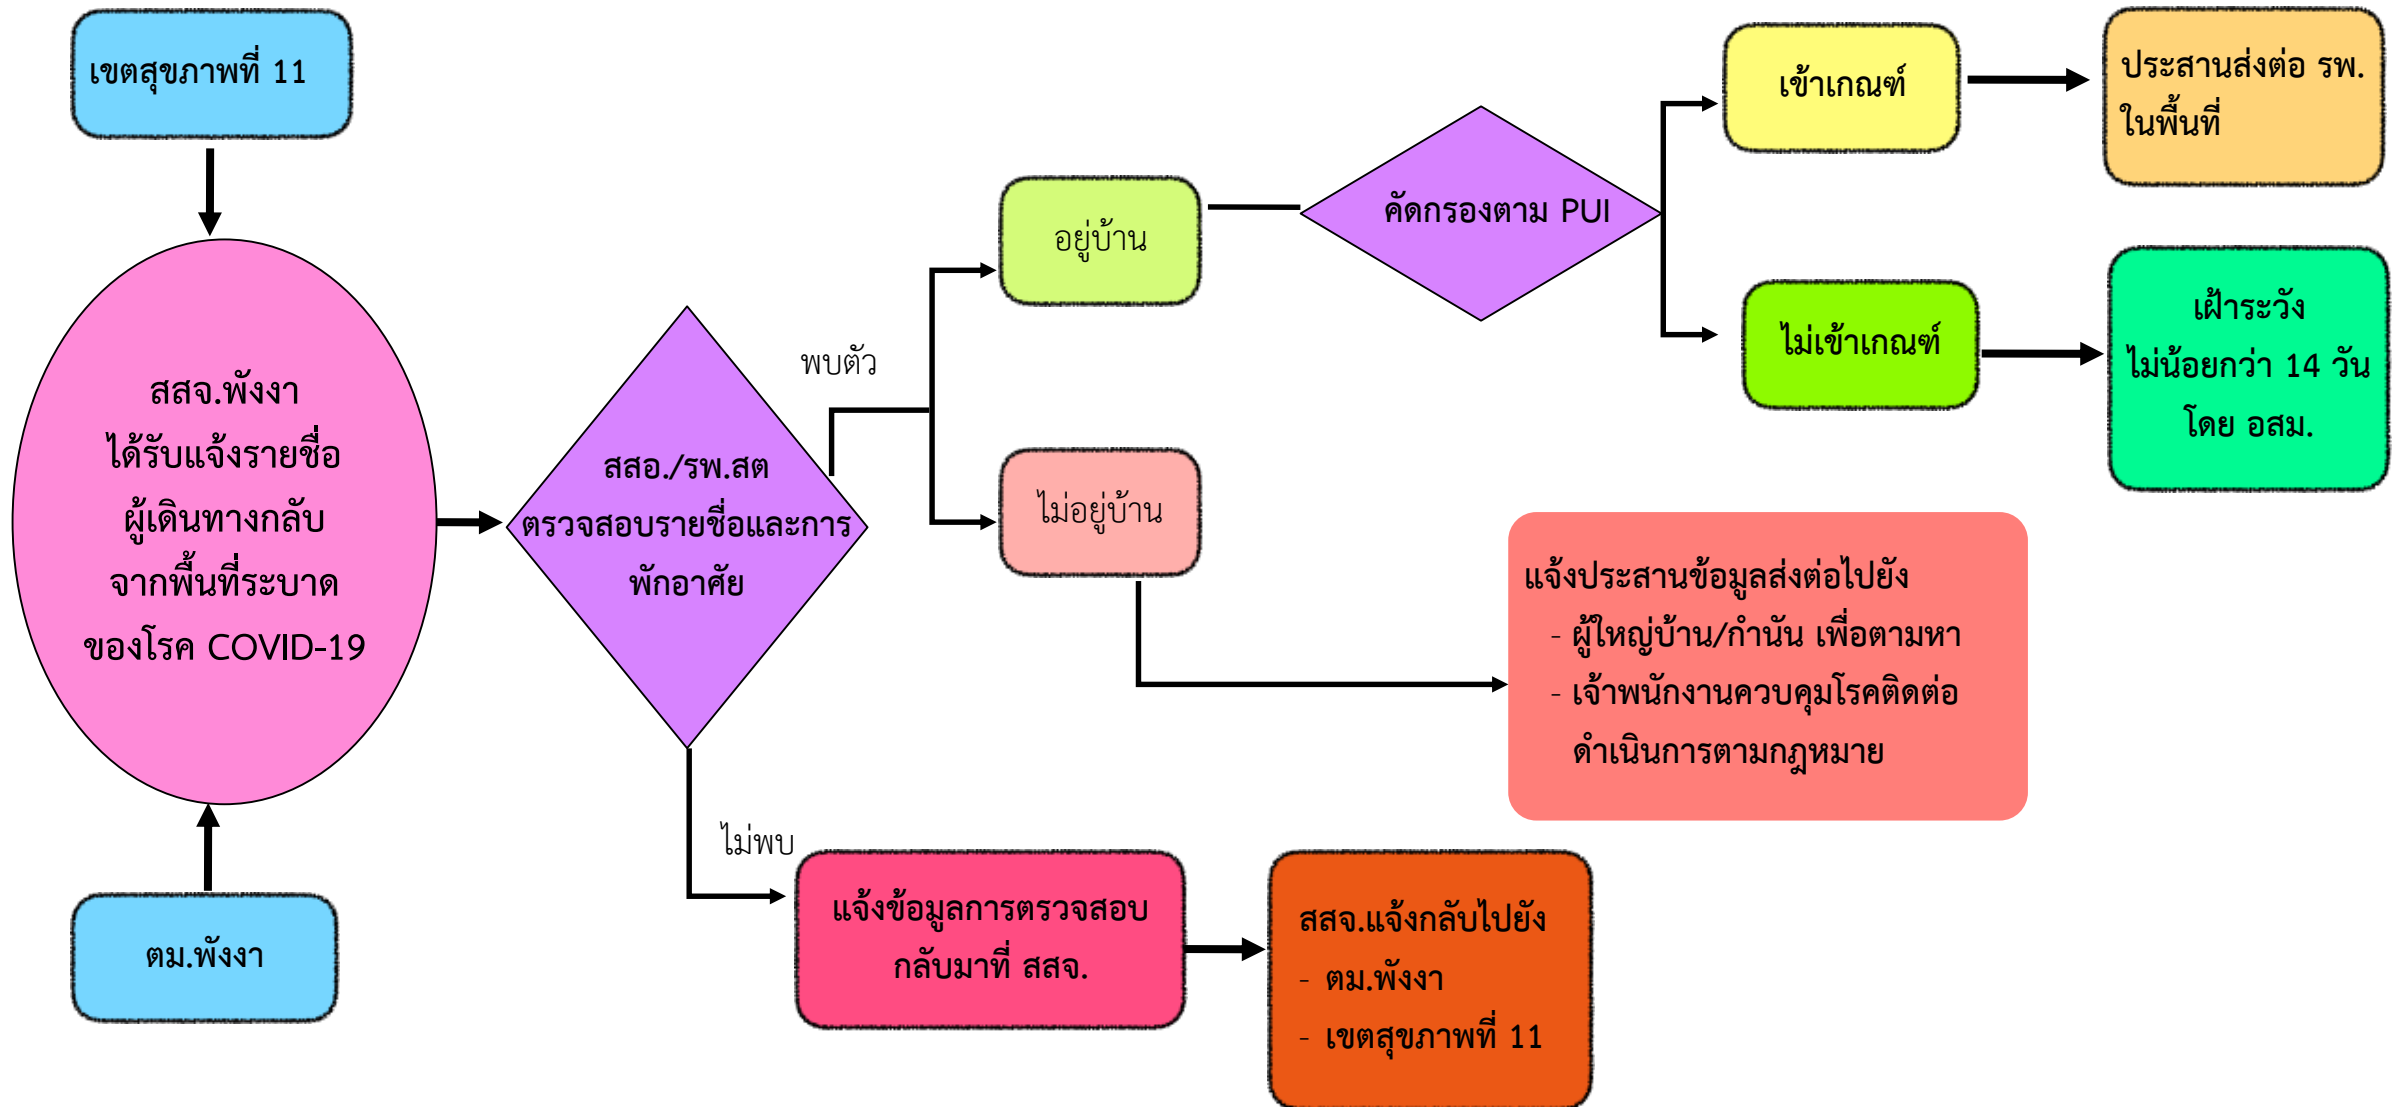 เขตสุขภาพที่ 11
สสจ.พังงา
ได้รับแจ้งรายชื่อ
ผู้เดินทางกลับ
จากพื้นที่ระบาด
ของโรค COVID-19
ตม.พังงา
สสอ./รพ.สต
ตรวจสอบรายชื่อและการ
พักอาศัย
พบตัว
อยู่บ้าน
ไม่อยู่บ้าน
คัดกรองตาม PUI
เข้าเกณฑ์
ประสานส่งต่อ รพ.
ในพื้นที่
ไม่เข้าเกณฑ์
เฝ้าระวัง
ไม่น้อยกว่า 14 วัน
โดย อสม.
แจ้งประสานข้อมูลส่งต่อไปยัง
- ผู้ใหญ่บ้าน/กำนัน เพื่อตามหา
- เจ้าพนักงานควบคุมโรคติดต่อ
ดำเนินการตามกฎหมาย
ไม่พบ
แจ้งข้อมูลการตรวจสอบ
กลับมาที่ สสจ.
สสจ.แจ้งกลับไปยัง
- ตม.พังงา
- เขตสุขภาพที่ 11